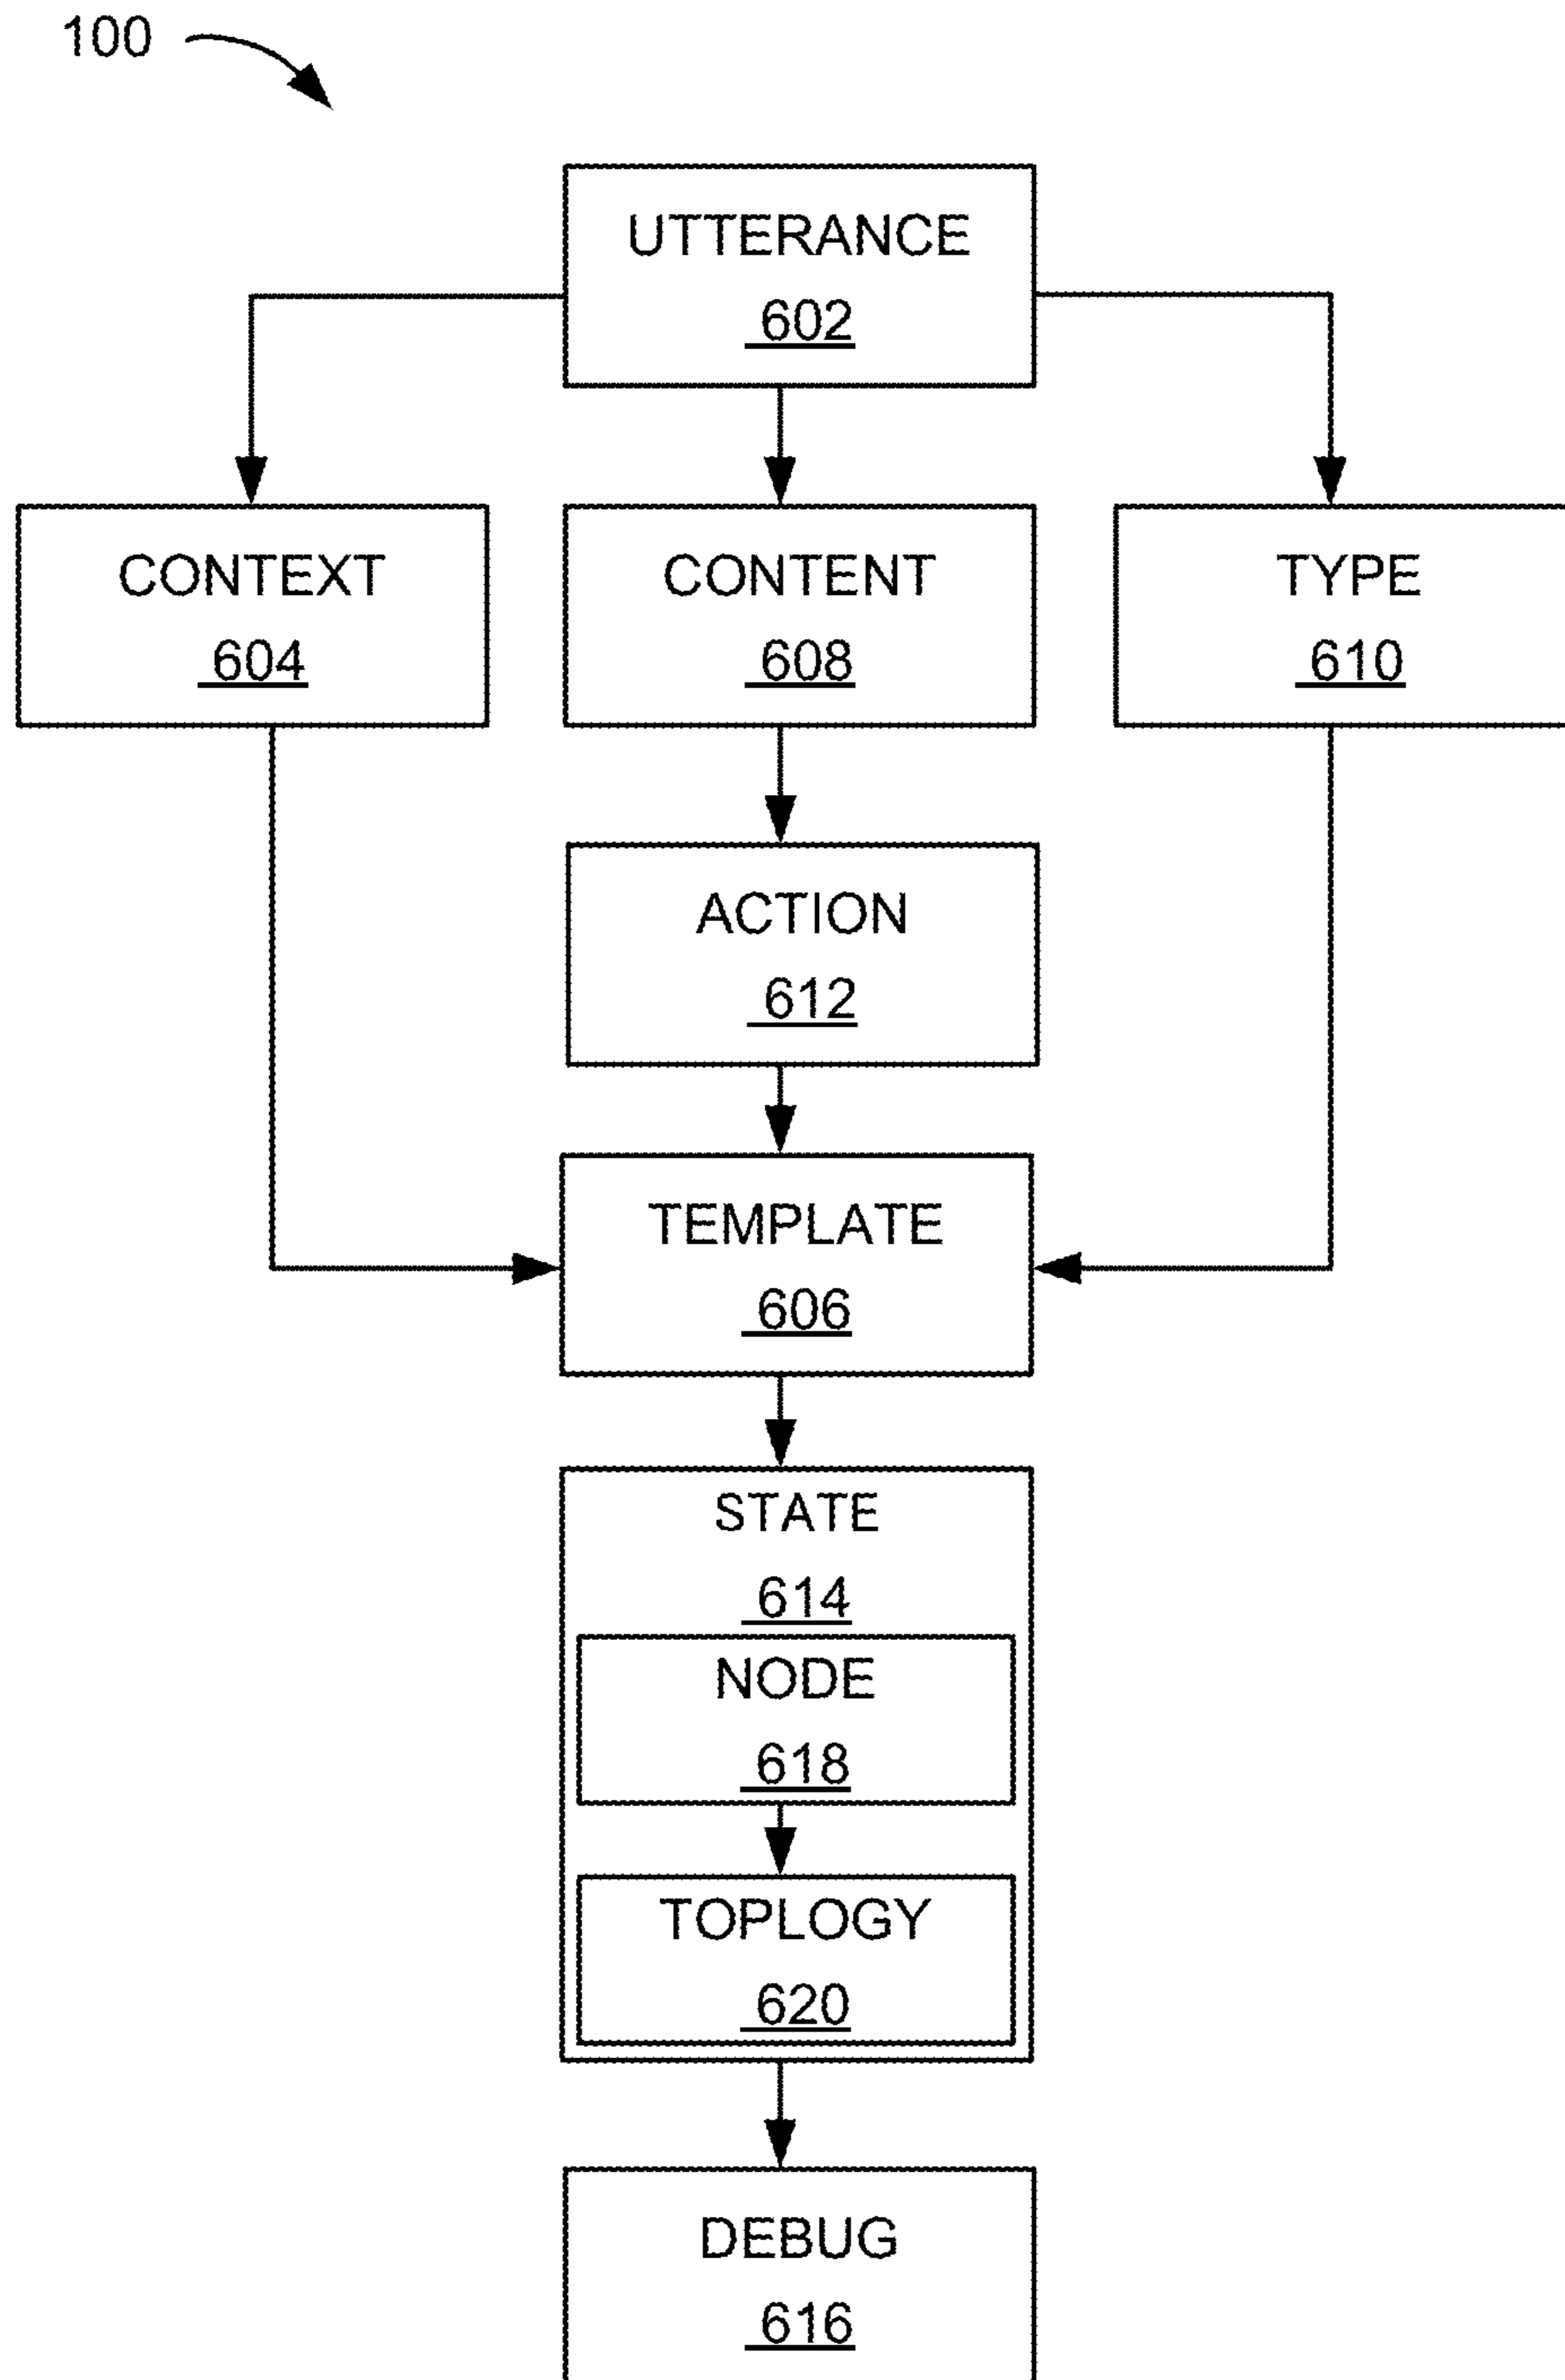 100
UTTERANCE
602
CONTEXT
604
CONTENT
608
TYPE
610
ACTION
612
TEMPLATE
606
STATE
614
NODE
618
TOPLOGY
620
DEBUG
616